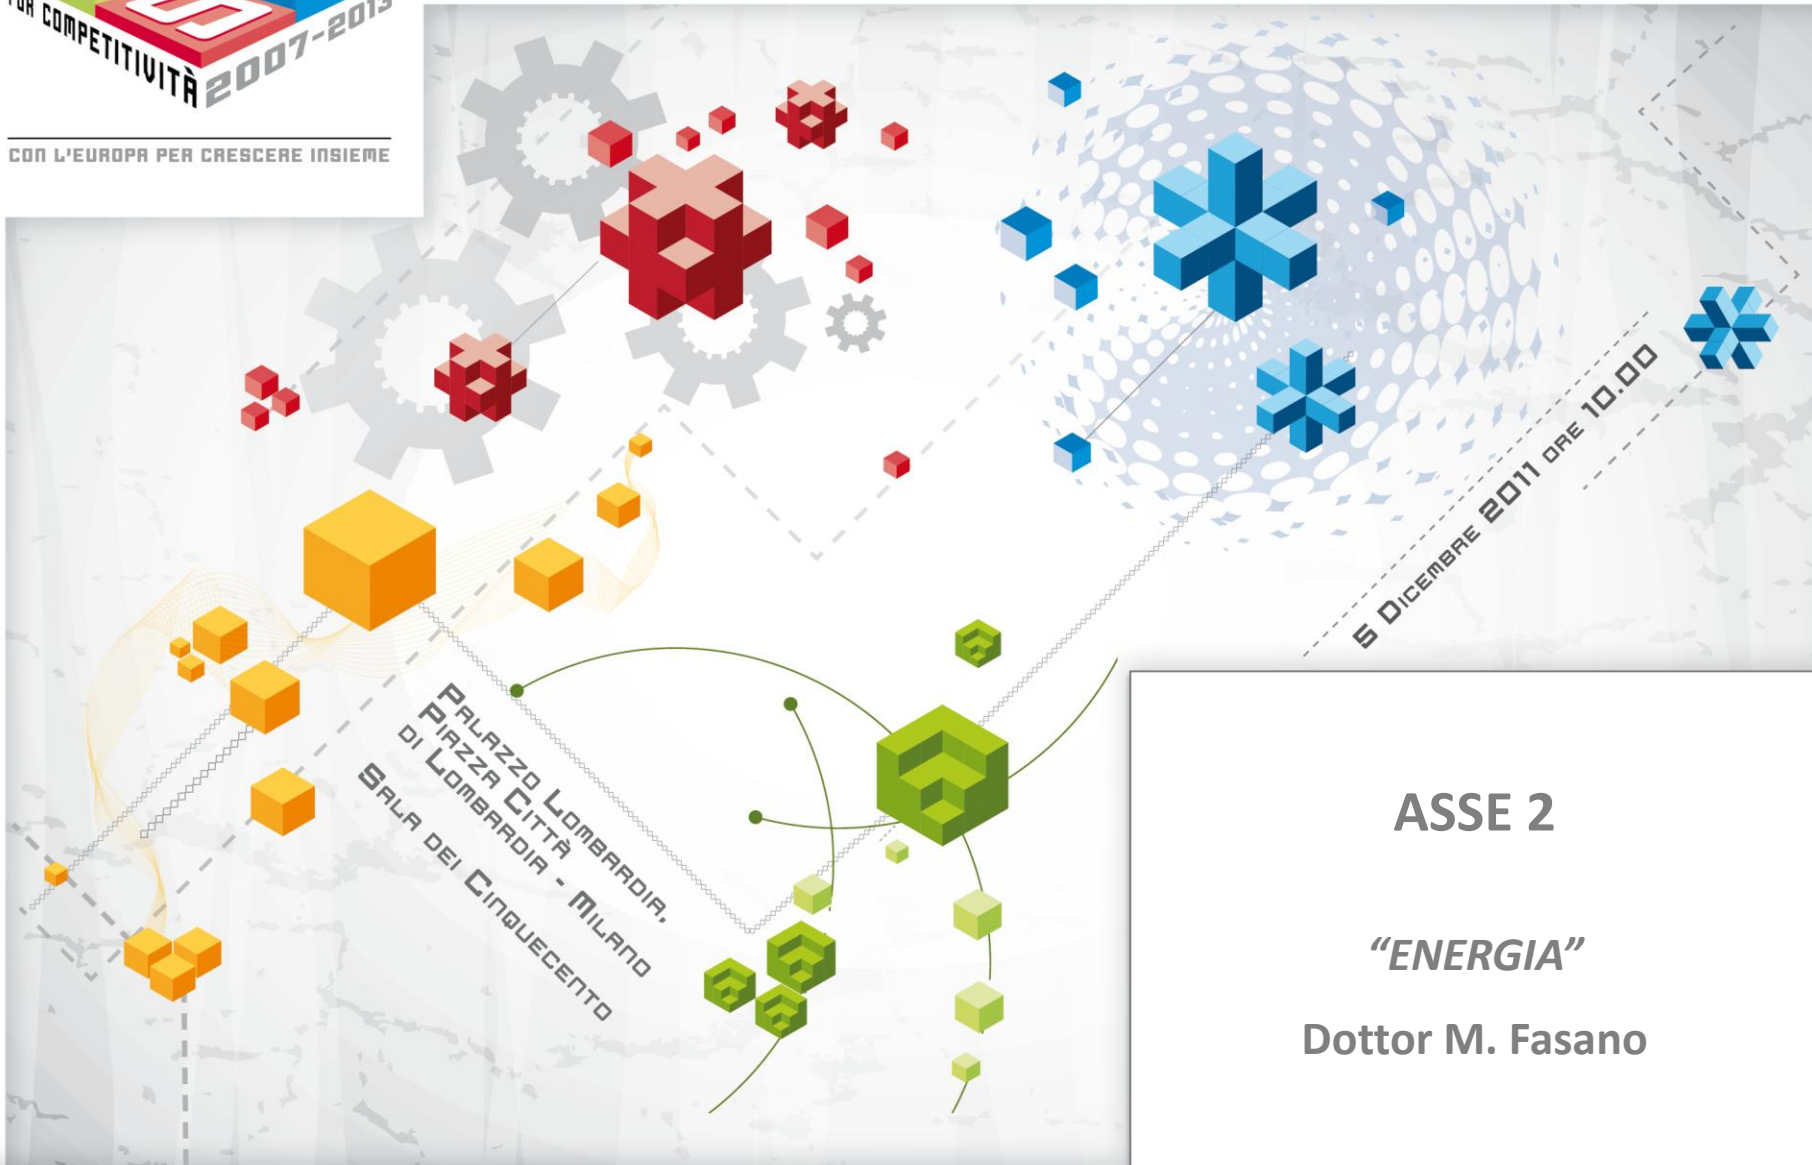 COMPETITIVITÀ 2007-2013
CON L'EUROPA PER CRESCERE INSIEME
5 DICEMBRE 2011 ORE 10.00
PALAZZO LOMBARDIA,
PIAZZA CITTÀ
DI LOMBARDIA - MILANO
SALA DEI CINQUECENTO
ASSE 2
“ENERGIA”
Dottor M. Fasano